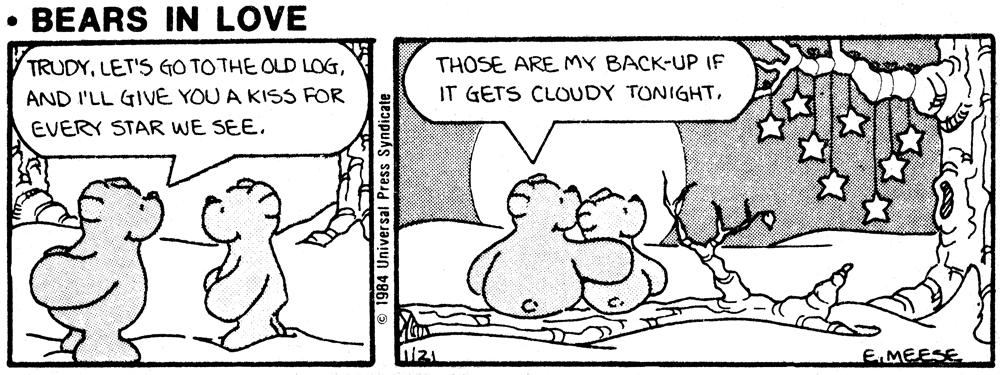 • BEARS IN LOVE
TRUDY, LET'S GO TO THE OLD LOG,
AND I'LL GIVE YOU A KISS FOR
EVERY STAR WE SEE.
© 1984 Universal Press Syndicate
THOSE ARE MY BACK-UP IF
IT GETS CLOUDY TONIGHT.
1/21
E. MEESE